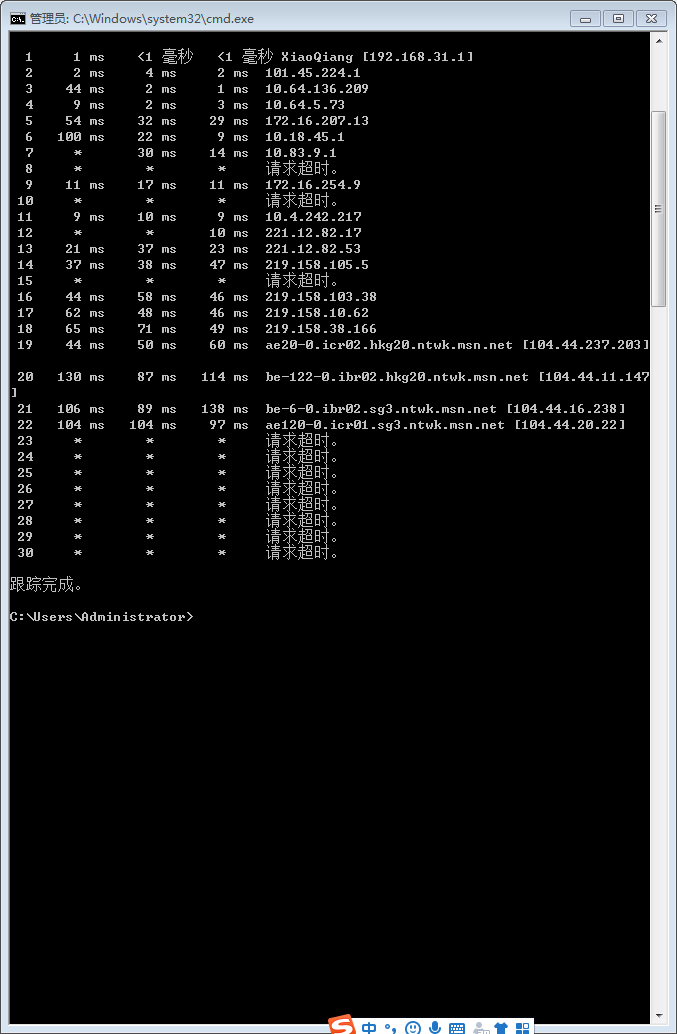 管理员: C:\Windows\system32\cmd.exe
1 1 ms <1 毫秒 <1 毫秒 XiaoQiang [192.168.31.1]
2 2 ms 4 ms 2 ms 101.45.224.1
3 44 ms 2 ms 1 ms 10.64.136.209
4 9 ms 2 ms 3 ms 10.64.5.73
5 54 ms 32 ms 29 ms 172.16.207.13
6 100 ms 22 ms 9 ms 10.18.45.1
7 * 30 ms 14 ms 10.83.9.1
8 * * * 请求超时。
9 11 ms 17 ms 11 ms 172.16.254.9
10 * * * 请求超时。
11 9 ms 10 ms 9 ms 10.4.242.217
12 * * 10 ms 221.12.82.17
13 21 ms 37 ms 23 ms 221.12.82.53
14 37 ms 38 ms 47 ms 219.158.105.5
15 * * * 请求超时。
16 44 ms 58 ms 46 ms 219.158.103.38
17 62 ms 48 ms 46 ms 219.158.10.62
18 65 ms 71 ms 49 ms 219.158.38.166
19 44 ms 50 ms 60 ms ae20-0.icr02.hkg20.ntwk.msn.net [104.44.237.203]
20 130 ms 87 ms 114 ms be-122-0.ibr02.hkg20.ntwk.msn.net [104.44.11.147
]
21 106 ms 89 ms 138 ms be-6-0.ibr02.sg3.ntwk.msn.net [104.44.16.238]
22 104 ms 104 ms 97 ms ae120-0.icr01.sg3.ntwk.msn.net [104.44.20.22]
23 * * * 请求超时。
24 * * * 请求超时。
25 * * * 请求超时。
26 * * * 请求超时。
27 * * * 请求超时。
28 * * * 请求超时。
29 * * * 请求超时。
30 * * * 请求超时。
跟踪完成。
C:\Users\Administrator>
中